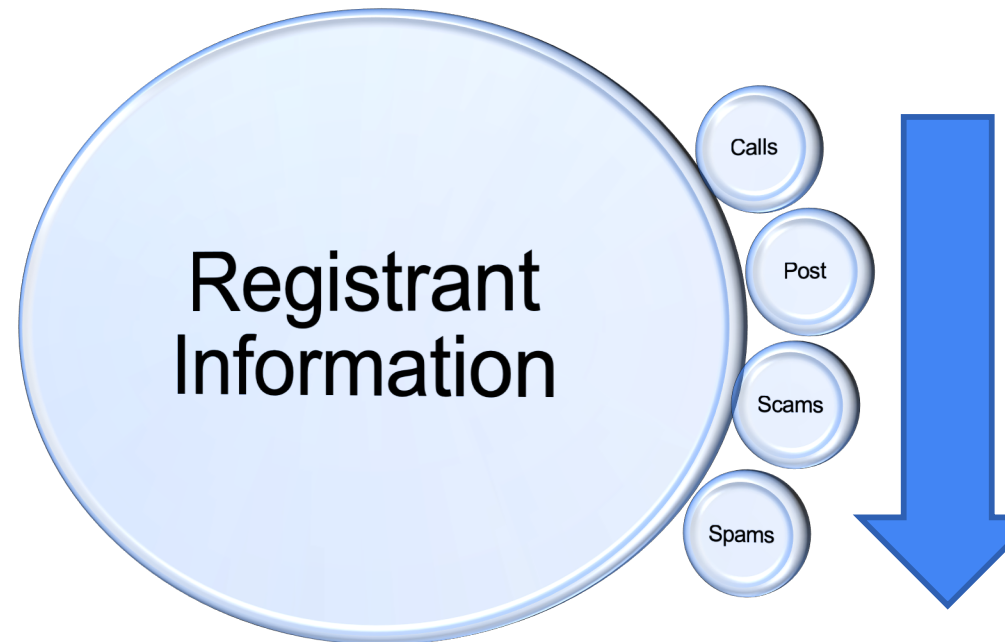 Registrant
Information
Calls
Post
Scams
Spams